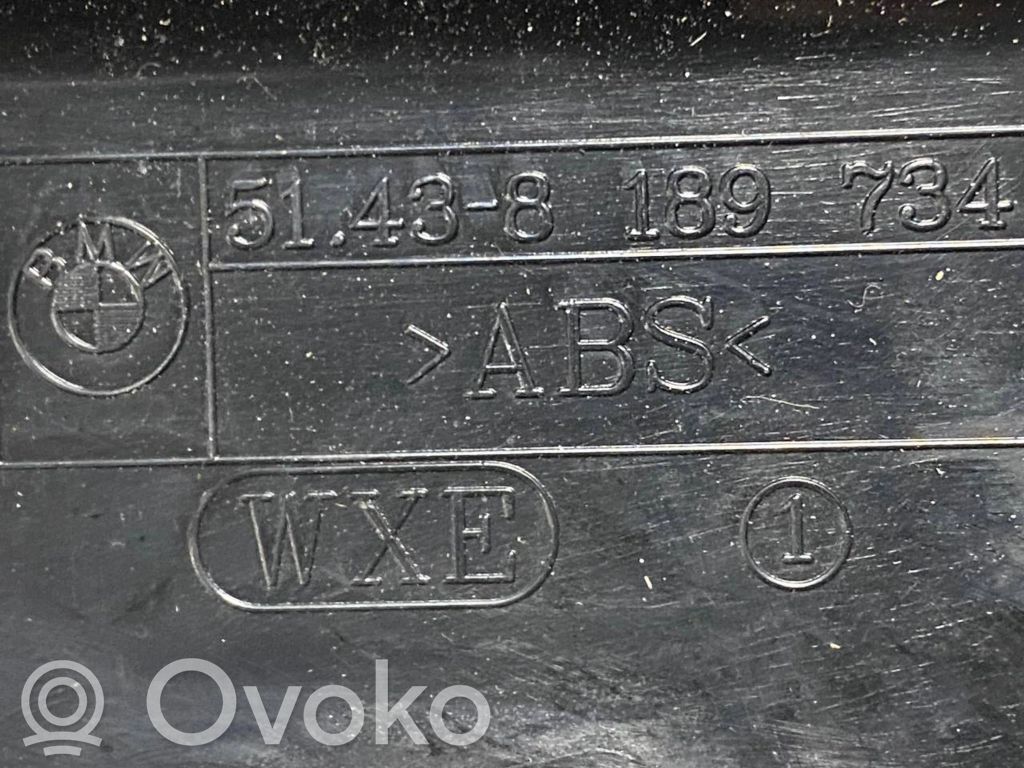 51.43-8 189 734
BMW
>ABS<
WXE 1
Ovoko